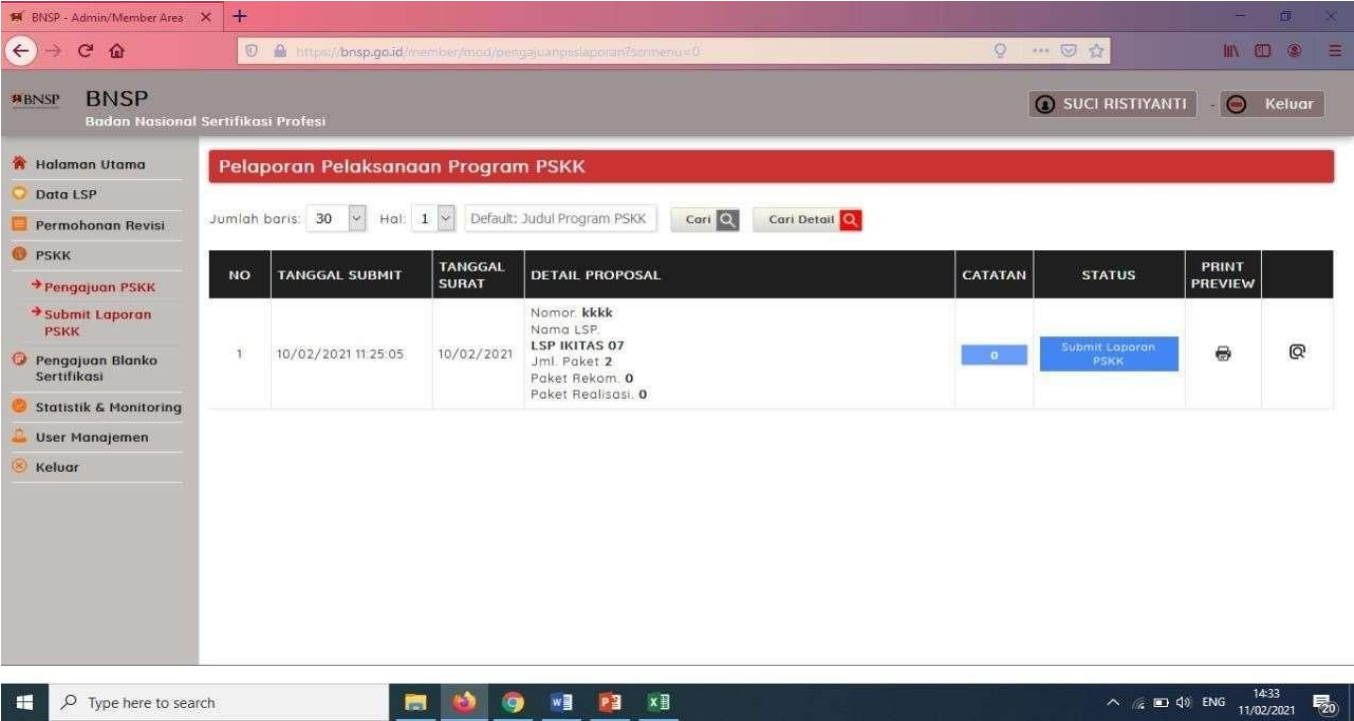 BNSP - Admin/Member Area
https://bnsp.go.id/member/mod/pengajuanpsslaporan?scrmenu=0
BNSP
BNSP
Badan Nasional Sertifikasi Profesi
SUCI RISTIYANTI - Keluar
Halaman Utama
Data LSP
Permohonan Revisi
PSKK
Pengajuan PSKK
Submit Laporan
PSKK
Pengajuan Blanko
Sertifikasi
Statistik & Monitoring
User Manajemen
Keluar
Pelaporan Pelaksanaan Program PSKK
Jumlah baris: 30 Hal: 1 Default: Judul Program PSKK Cari Cari Detail
NO TANGGAL SUBMIT TANGGAL SURAT DETAIL PROPOSAL CATATAN STATUS PRINT PREVIEW
1 10/02/2021 11:25:05 10/02/2021
Nomor. kkkk
Nama LSP.
LSP IKITAS 07
Jml. Paket 2
Paket Rekom. 0
Paket Realisasi. 0
0
Submit Laporan
PSKK
Type here to search
ENG
14:33
11/02/2021
20